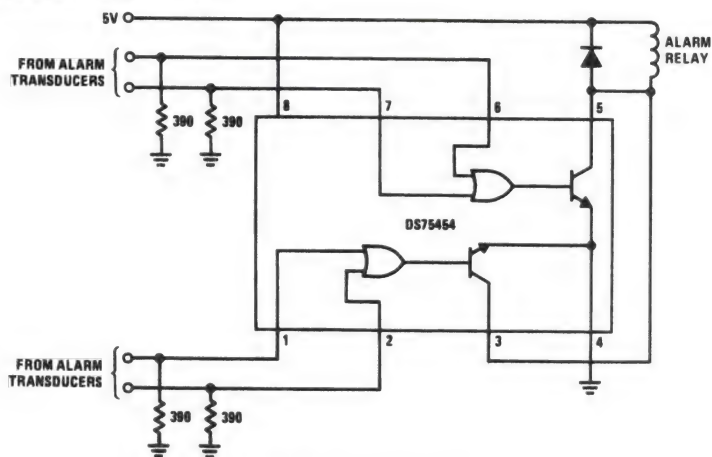 5V
FROM ALARM
TRANSDUCERS
ALARM
RELAY
390
390
8
7
6
5
DS75454
1
2
3
4
FROM ALARM
TRANSDUCERS
390
390